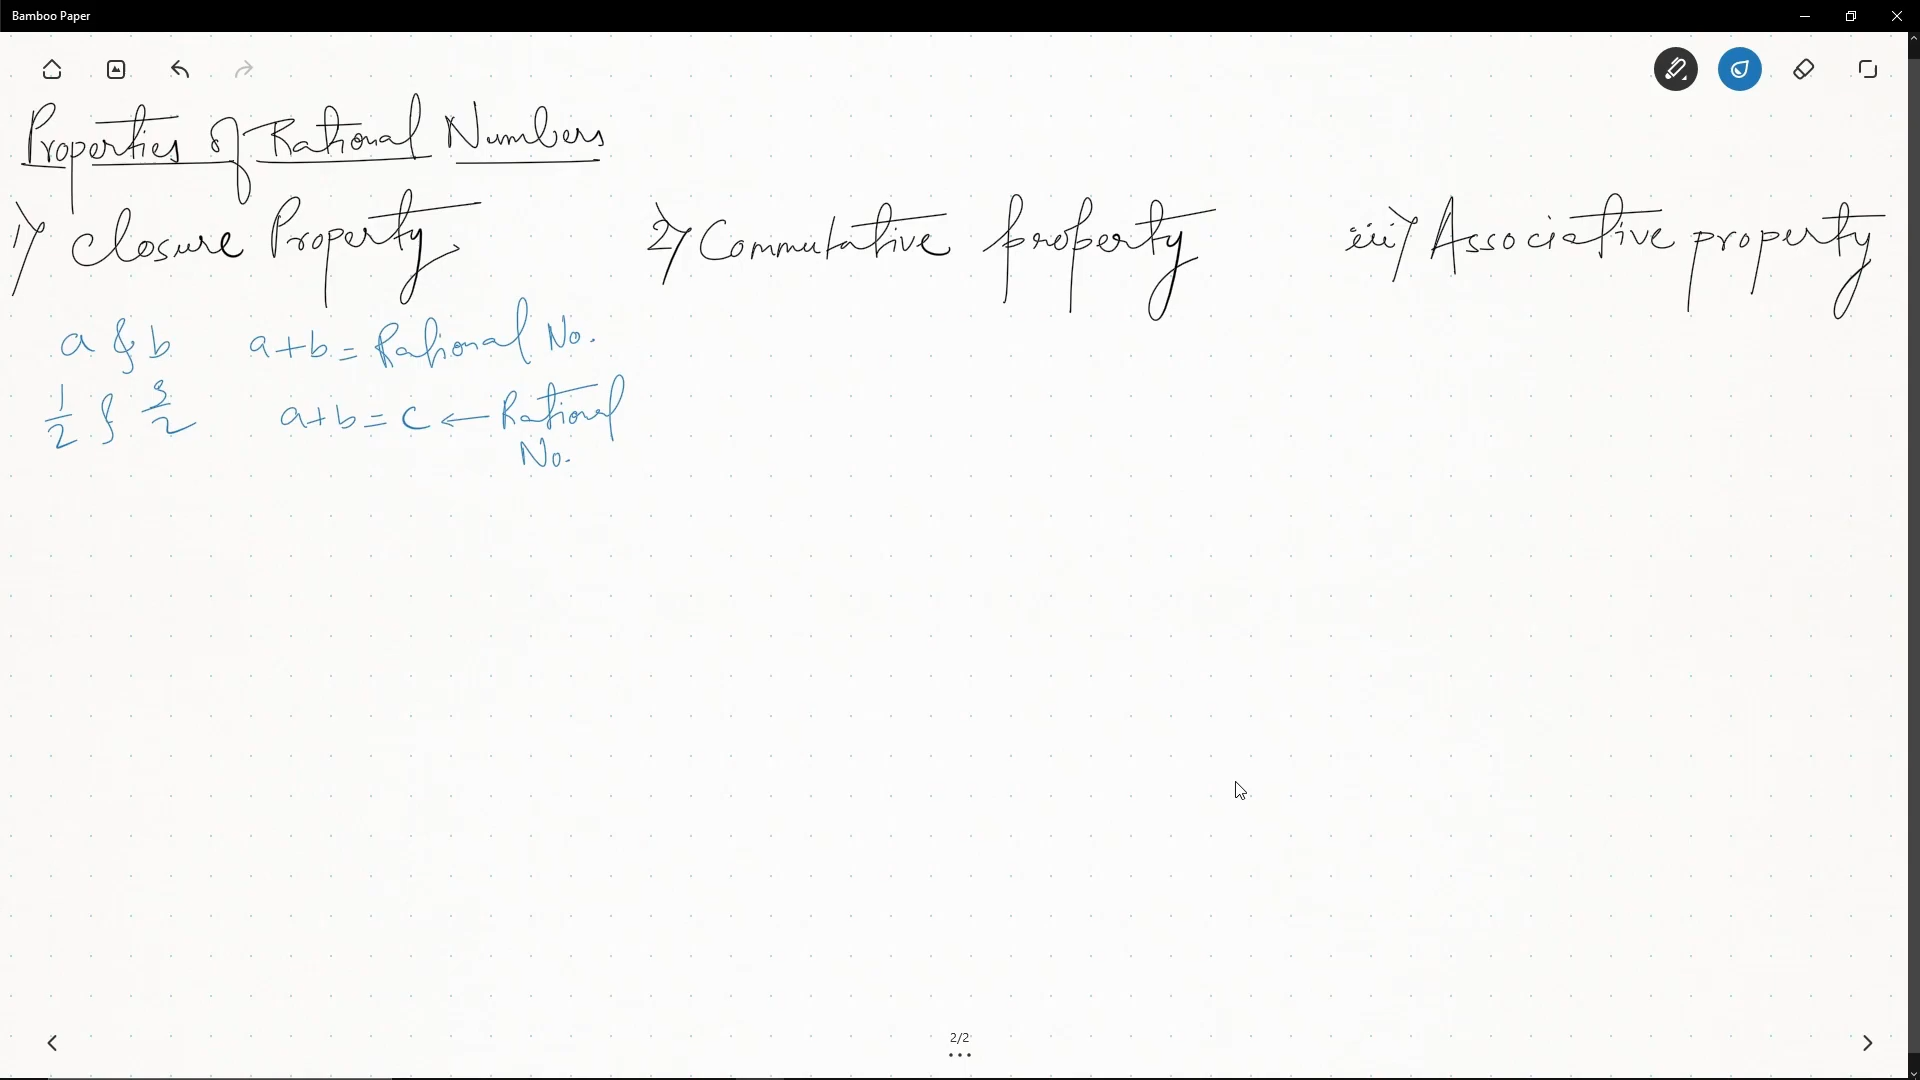 Bamboo Paper
Properties of Rational Numbers
1) Closure Property
2) Commutative property
iii) Associative property
a & b a+b = Rational No.
1/2 & 3/2 a+b = c ← Rational
No.
2/2